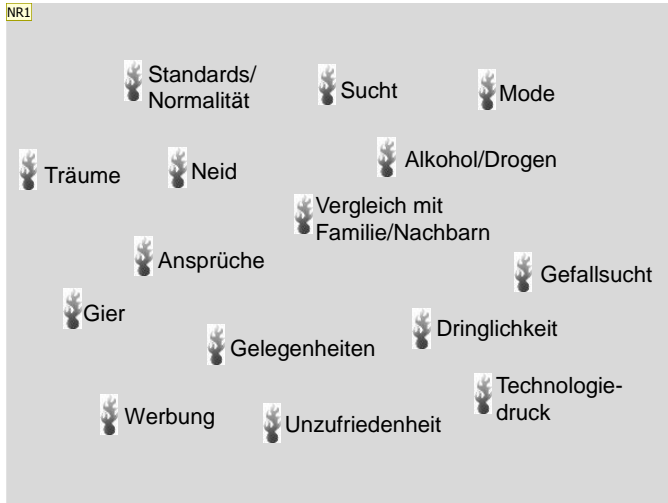 NR1
Standards/
Normalität
Sucht
Mode
Träume
Neid
Alkohol/Drogen
Vergleich mit
Familie/Nachbarn
Ansprüche
Gefallsucht
Gier
Dringlichkeit
Gelegenheiten
Technologie-
druck
Werbung
Unzufriedenheit